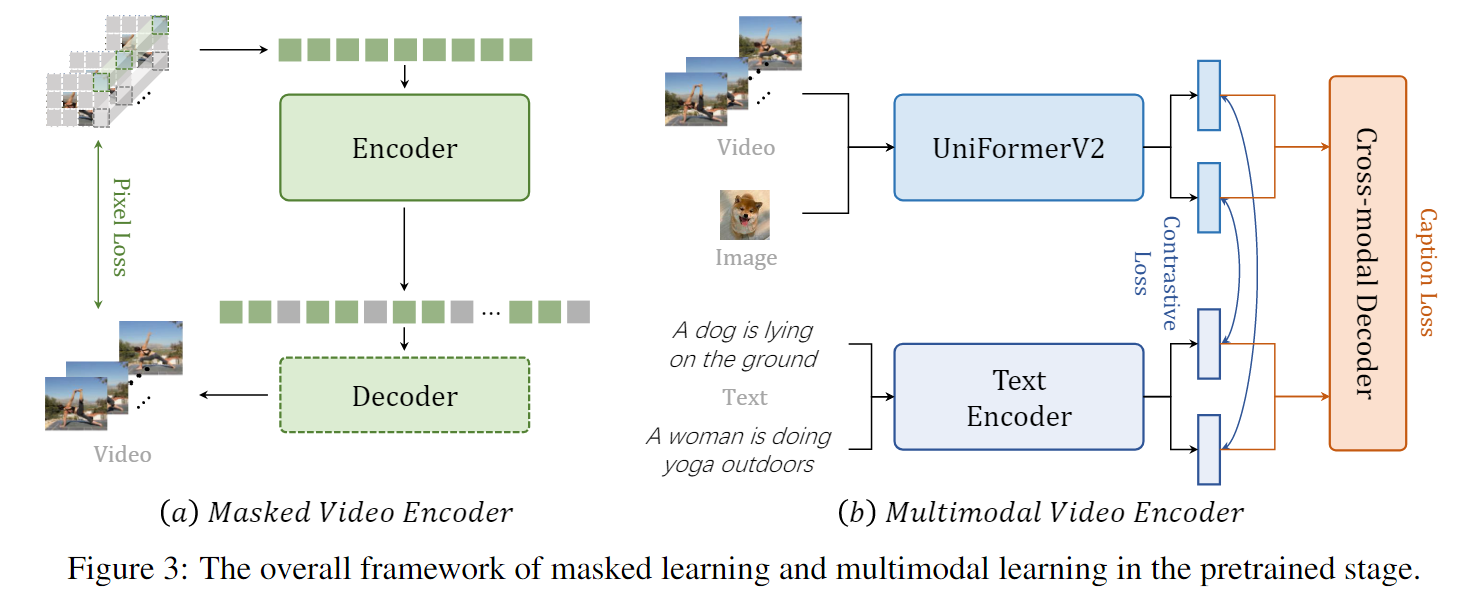 Encoder
Pixel Loss
Decoder
Video
(a) Masked Video Encoder
Video
Image
UniFormerV2
A dog is lying
on the ground
Text
A woman is doing
yoga outdoors
Text
Encoder
Contrastive
Loss
Cross-modal Decoder
Caption Loss
(b) Multimodal Video Encoder
Figure 3: The overall framework of masked learning and multimodal learning in the pretrained stage.